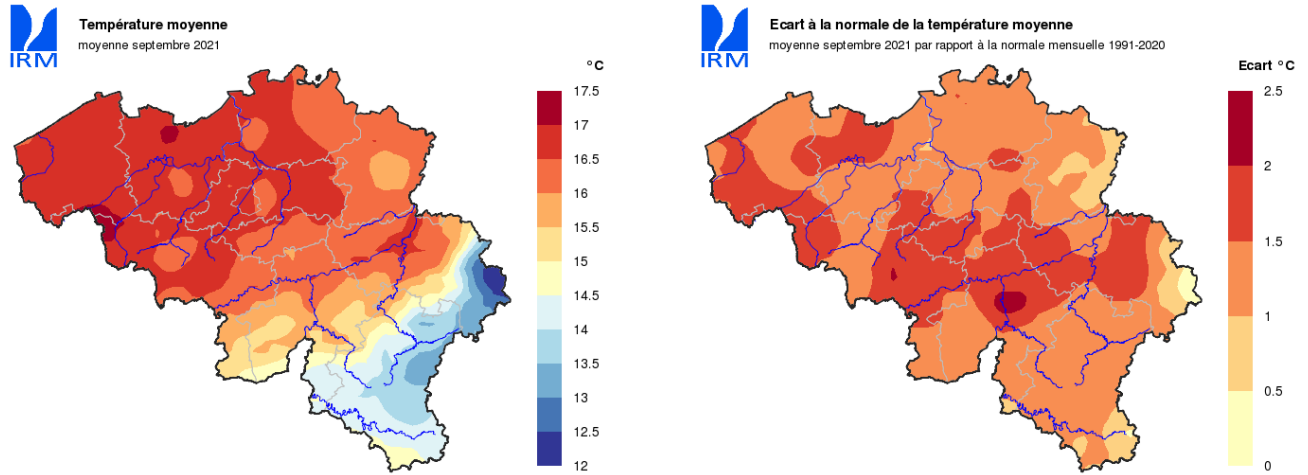 Température moyenne
moyenne septembre 2021
IRM
°C
17.5
17
16.5
16
15.5
15
14.5
14
13.5
13
12.5
12
Ecart à la normale de la température moyenne
moyenne septembre 2021 par rapport à la normale mensuelle 1991-2020
IRM
Ecart °C
2.5
2
1.5
1
0.5
0